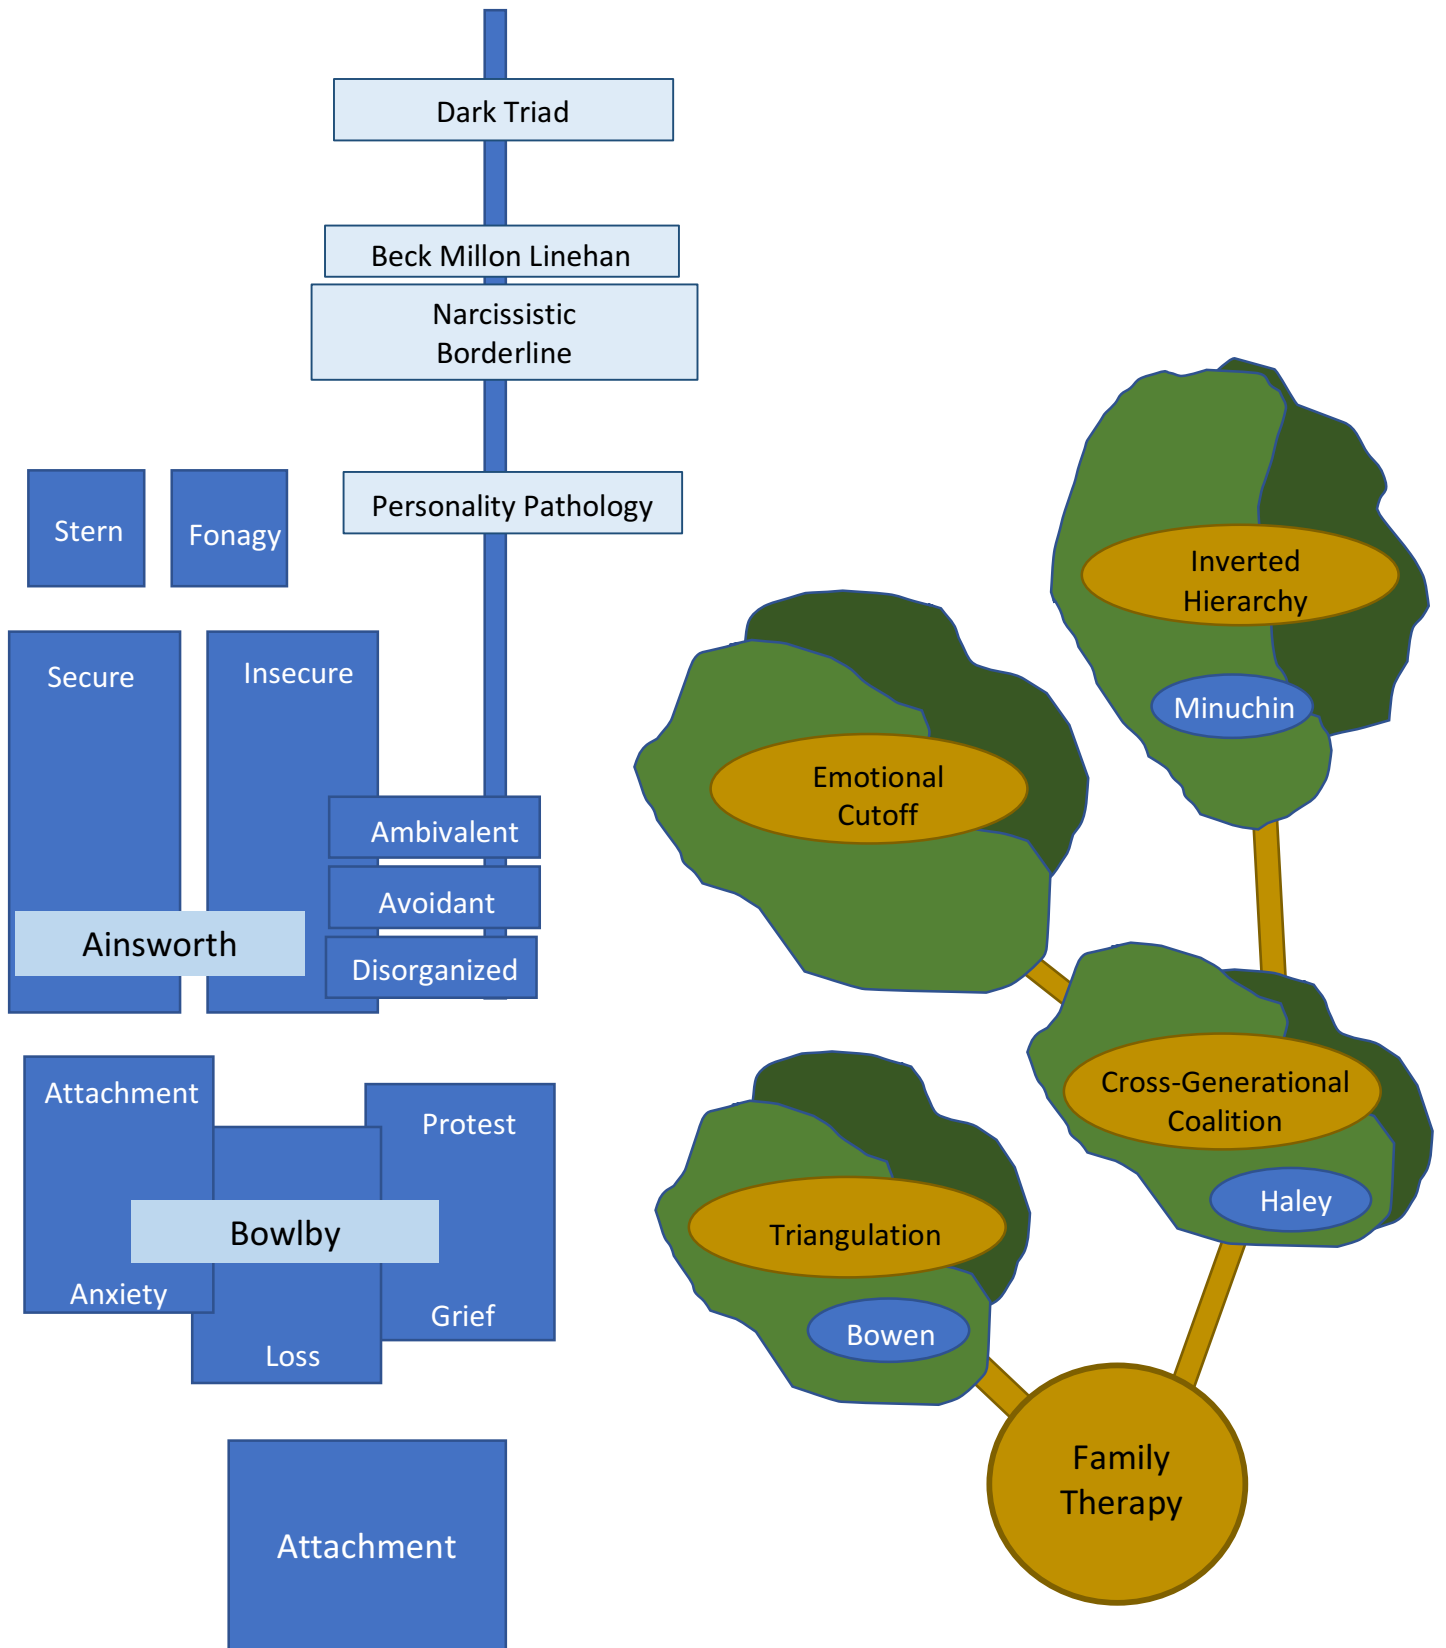 Dark Triad
Beck Millon Linehan
Narcissistic
Borderline
Personality Pathology
Stern
Fonagy
Secure
Insecure
Ambivalent
Avoidant
Disorganized
Ainsworth
Attachment
Protest
Bowlby
Anxiety
Grief
Loss
Attachment
Inverted
Hierarchy
Minuchin
Emotional
Cutoff
Cross-Generational
Coalition
Haley
Triangulation
Bowen
Family
Therapy